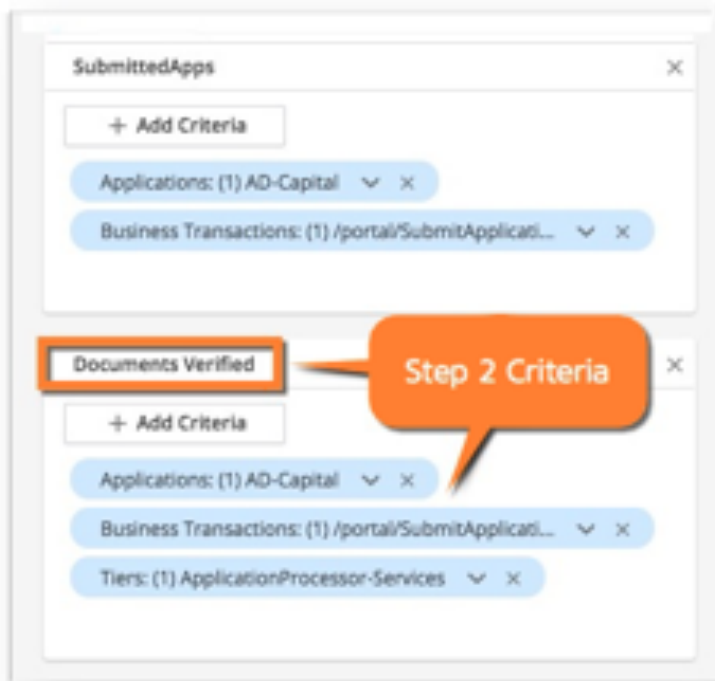 SubmittedApps
+ Add Criteria
Applications: (1) AD-Capital
Business Transactions: (1) /portal/SubmitApplicati...
Documents Verified
Step 2 Criteria
+ Add Criteria
Applications: (1) AD-Capital
Business Transactions: (1) /portal/SubmitApplicati...
Tiers: (1) ApplicationProcessor-Services